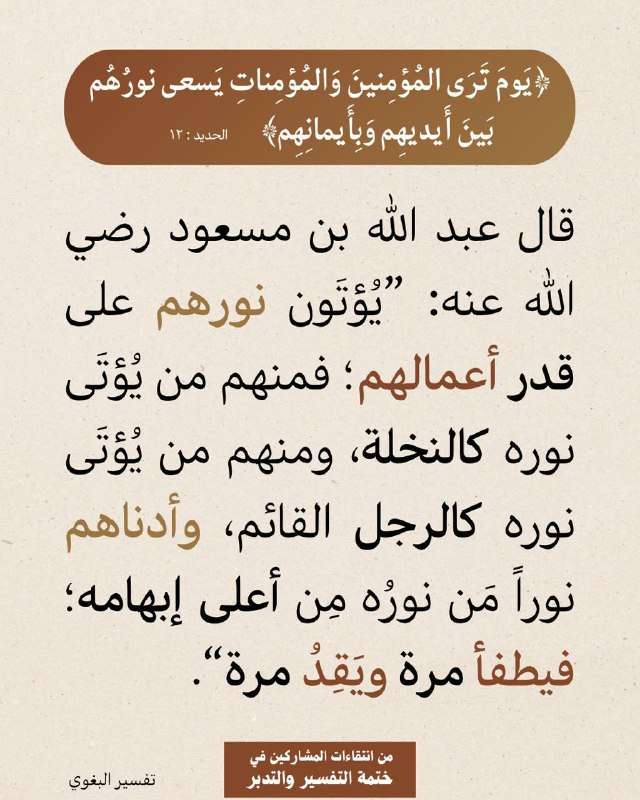 ﴿يَومَ تَرَى المُؤمِنينَ وَالمُؤمِناتِ يَسعى نورُهُم
بَينَ أَيديهِم وَبِأَيمانِهِم﴾ الحديد : ١٢
قال عبد الله بن مسعود رضي
الله عنه: ”يُؤتَون نورهم على
قدر أعمالهم؛ فمنهم من يُؤتَى
نوره كالنخلة، ومنهم من يُؤتَى
نوره كالرجل القائم، وأدناهم
نوراً مَن نورُه مِن أعلى إبهامه؛
فيطفأ مرة ويَقِدُ مرة“.
من انتقاءات المشاركين في
ختمة التفسير والتدبر
تفسير البغوي